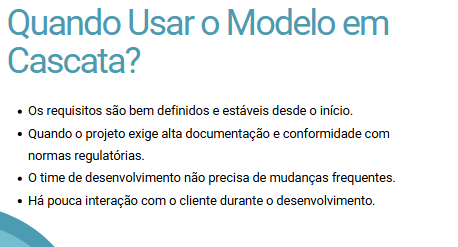 Quando Usar o Modelo em
Cascata?
• Os requisitos são bem definidos e estáveis desde o início.
• Quando o projeto exige alta documentação e conformidade com
normas regulatórias.
• O time de desenvolvimento não precisa de mudanças frequentes.
• Há pouca interação com o cliente durante o desenvolvimento.